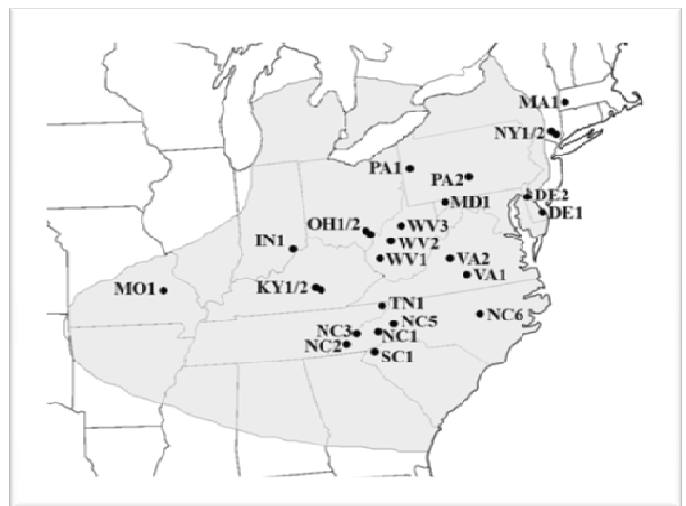 MA1
NY1/2
PA1
PA2
DE2
MD1
DE1
OH1/2
WV3
IN1
WV2
WV1
VA2
VA1
MO1
KY1/2
TN1
NC6
NC5
NC3
NC1
NC2
SC1